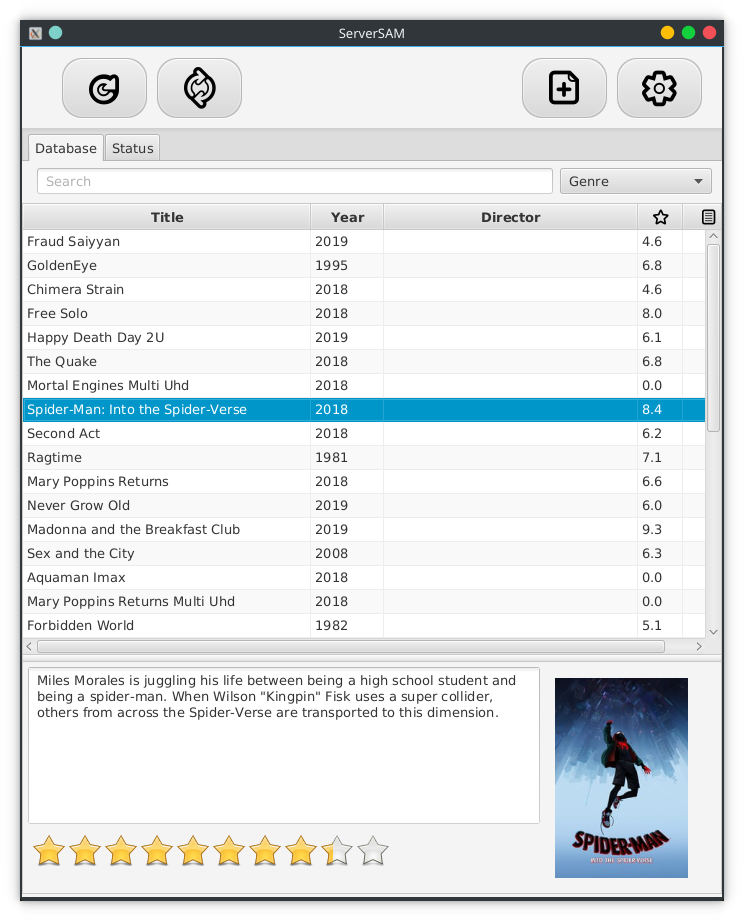 ServerSAM
Database Status
Search Genre
Title Year Director
Fraud Saiyyan 2019 4.6
GoldenEye 1995 6.8
Chimera Strain 2018 4.6
Free Solo 2018 8.0
Happy Death Day 2U 2019 6.1
The Quake 2018 6.8
Mortal Engines Multi Uhd 2018 0.0
Spider-Man: Into the Spider-Verse 2018 8.4
Second Act 2018 6.2
Ragtime 1981 7.1
Mary Poppins Returns 2018 6.6
Never Grow Old 2019 6.0
Madonna and the Breakfast Club 2019 9.3
Sex and the City 2008 6.3
Aquaman Imax 2018 0.0
Mary Poppins Returns Multi Uhd 2018 0.0
Forbidden World 1982 5.1
Miles Morales is juggling his life between being a high school student and
being a spider-man. When Wilson "Kingpin" Fisk uses a super collider,
others from across the Spider-Verse are transported to this dimension.
SPIDER-MAN
INTO THE SPIDER-VERSE